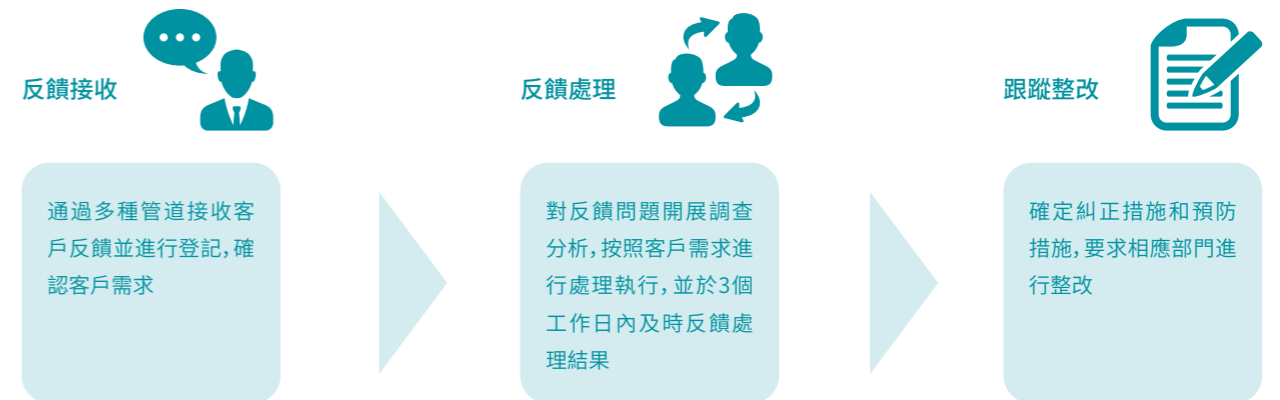 反饋接收
通過多種管道接收客
戶反饋並進行登記，確
認客戶需求
反饋處理
對反饋問題開展調查
分析，按照客戶需求進
行處理執行，並於3個
工作日內及時反饋處
理結果
跟蹤整改
確定糾正措施和預防
措施，要求相應部門進
行整改